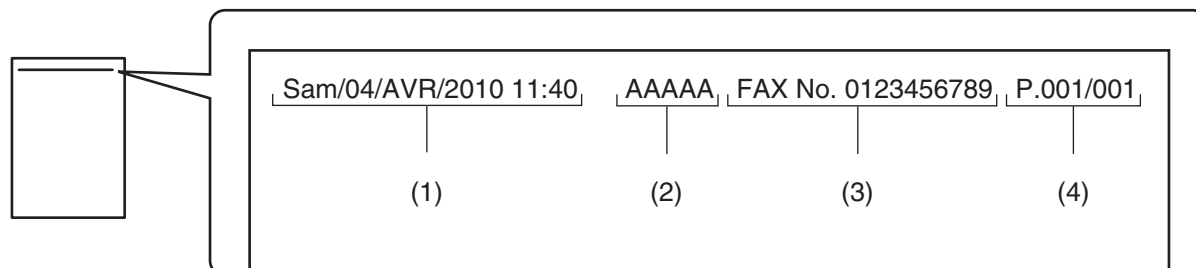 Sam/04/AVR/2010 11:40 AAAAA FAX No. 0123456789 P.001/001
(1) (2) (3) (4)